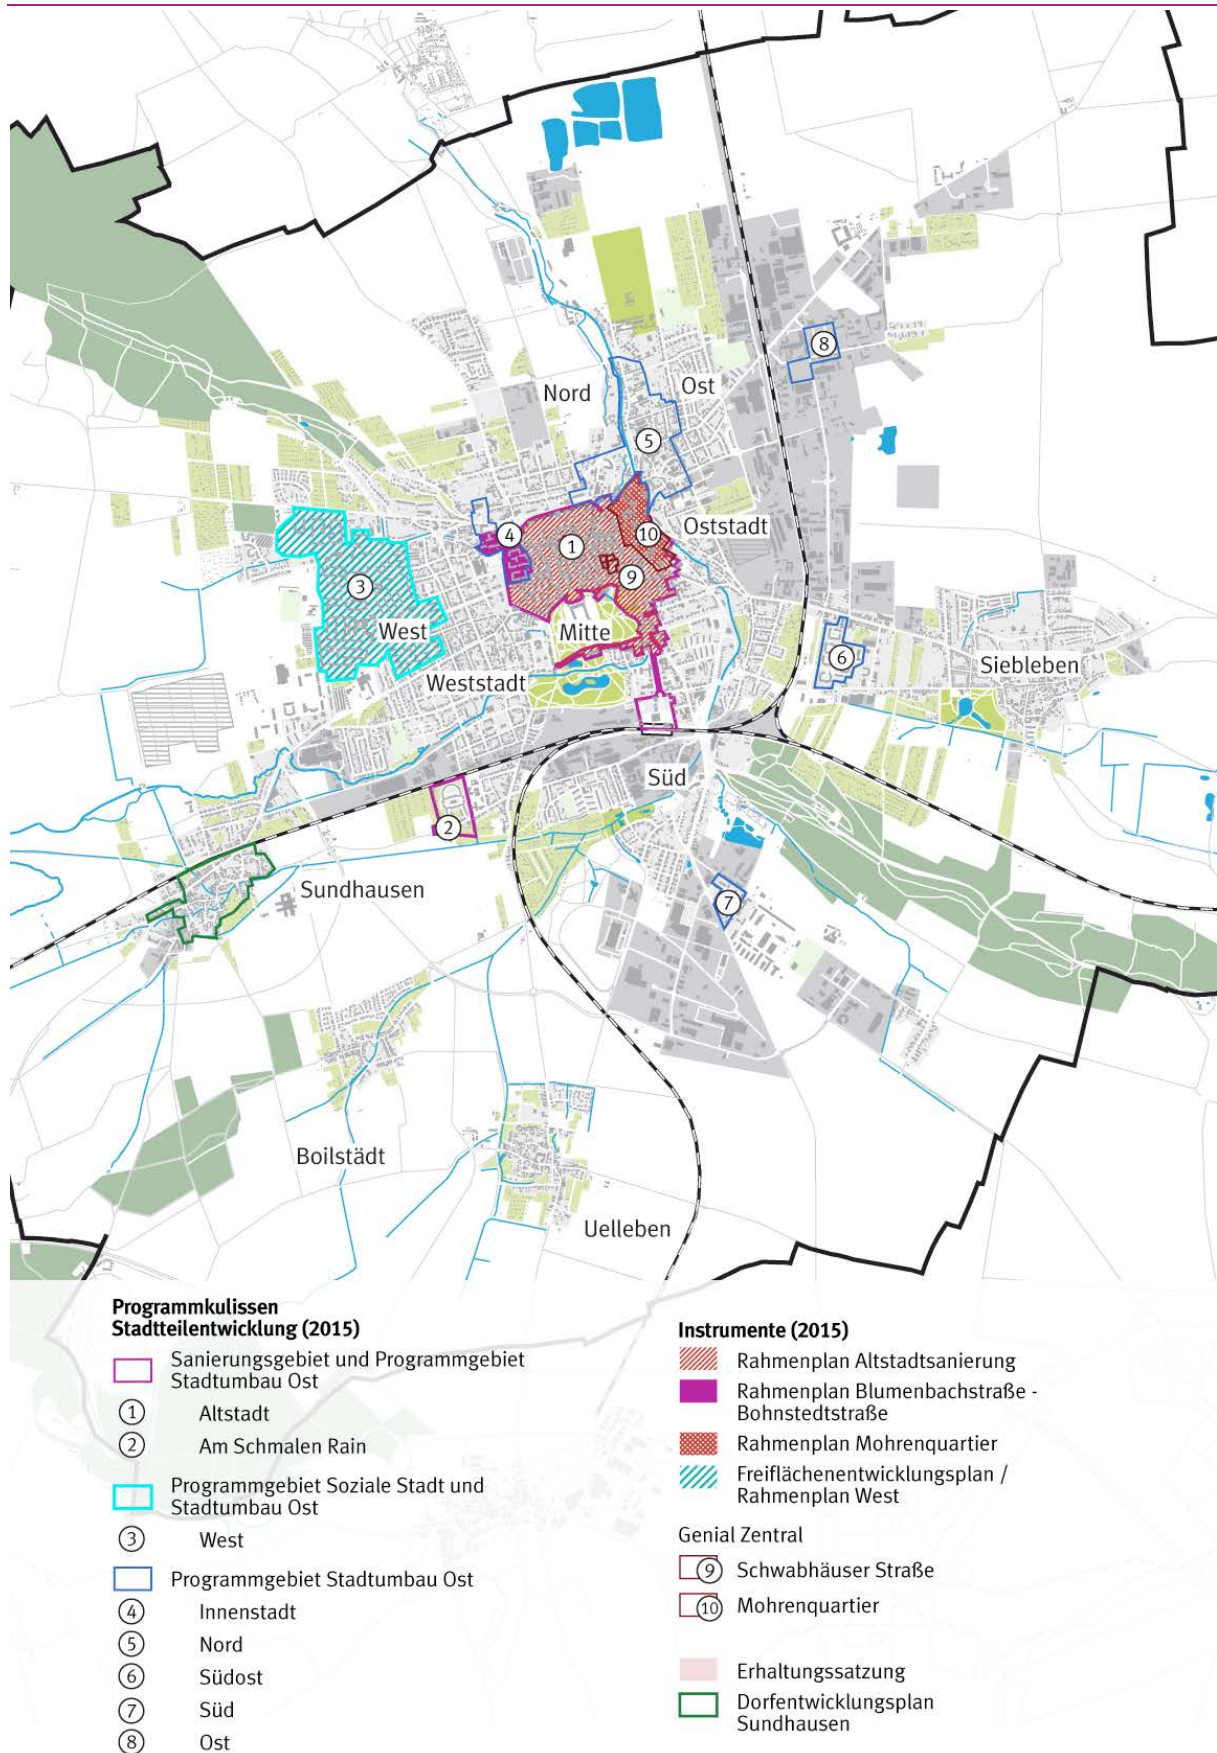 8
Nord
Ost
5
4
1
10
Oststadt
9
3
West
Mitte
6
Siebleben
Weststadt
Süd
2
Sundhausen
7
Boilstädt
Uelleben
Programmkulissen
Stadtteilentwicklung (2015)
Sanierungsgebiet und Programmgebiet
Stadtumbau Ost
1 Altstadt
2 Am Schmalen Rain
Programmgebiet Soziale Stadt und
Stadtumbau Ost
3 West
Programmgebiet Stadtumbau Ost
4 Innenstadt
5 Nord
6 Südost
7 Süd
8 Ost
Instrumente (2015)
Rahmenplan Altstadtsanierung
Rahmenplan Blumenbachstraße -
Bohnstedtstraße
Rahmenplan Mohrenquartier
Freiflächenentwicklungsplan /
Rahmenplan West
Genial Zentral
9 Schwabhäuser Straße
10 Mohrenquartier
Erhaltungssatzung
Dorfentwicklungsplan
Sundhausen